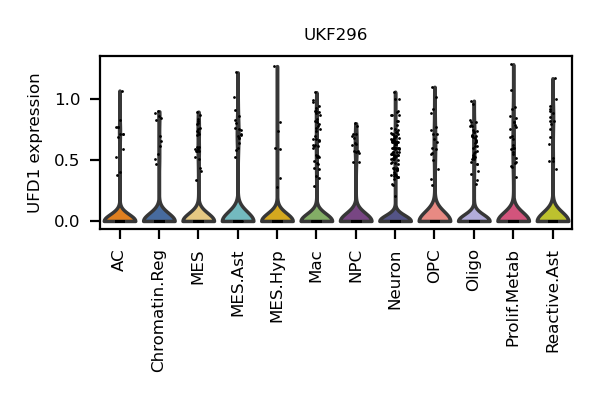 UKF296
UFD1 expression
1.0
0.5
0.0
AC
Chromatin.Reg
MES
MES.Ast
MES.Hyp
Mac
NPC
Neuron
OPC
Oligo
Prolif.Metab
Reactive.Ast